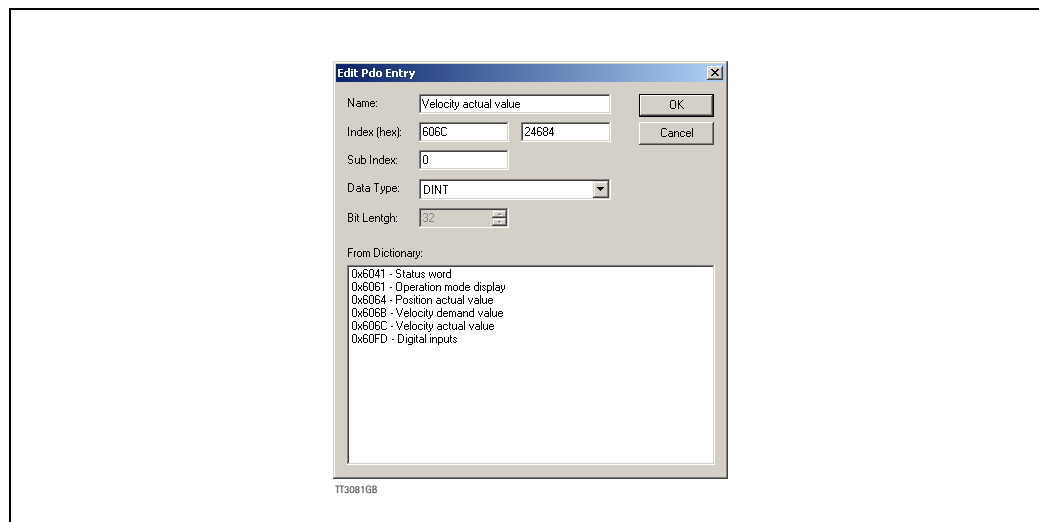 Edit Pdo Entry
Name: Velocity actual value OK
Index (hex): 606C 24684 Cancel
Sub Index: 0
Data Type: DINT
Bit Lentgh: 32
From Dictionary:
0x6041 - Status word
0x6061 - Operation mode display
0x6064 - Position actual value
0x606B - Velocity demand value
0x606C - Velocity actual value
0x60FD - Digital inputs
TT3081GB